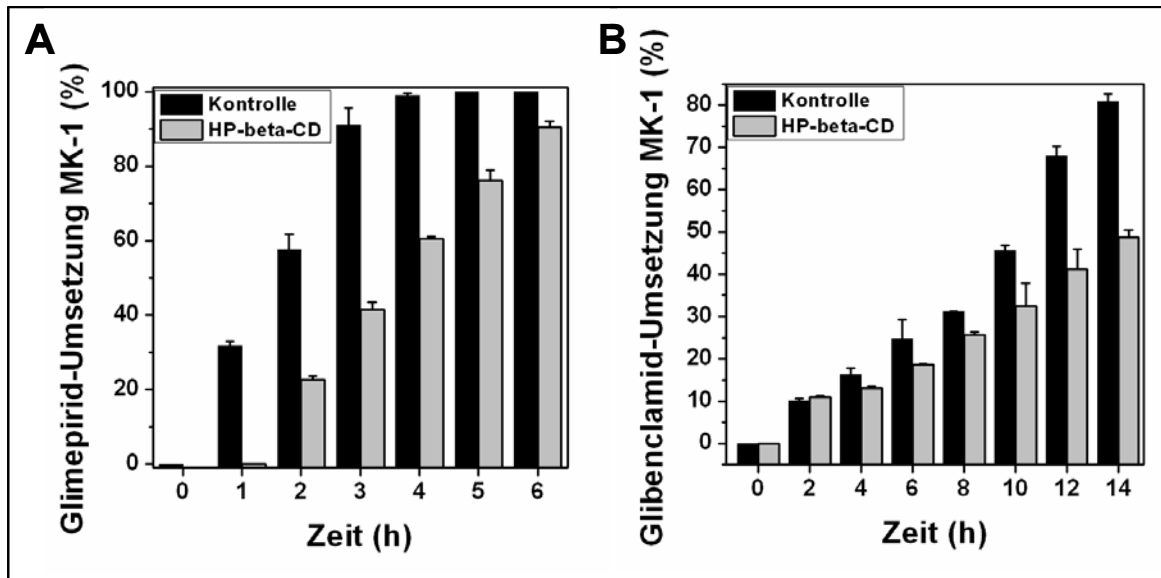 A
Glimepirid-Umsetzung MK-1 (%)
100
80
60
40
20
0
Kontrolle
HP-beta-CD
0 1 2 3 4 5 6
Zeit (h)
B
Glibenclamid-Umsetzung MK-1 (%)
80
70
60
50
40
30
20
10
0
Kontrolle
HP-beta-CD
0 2 4 6 8 10 12 14
Zeit (h)